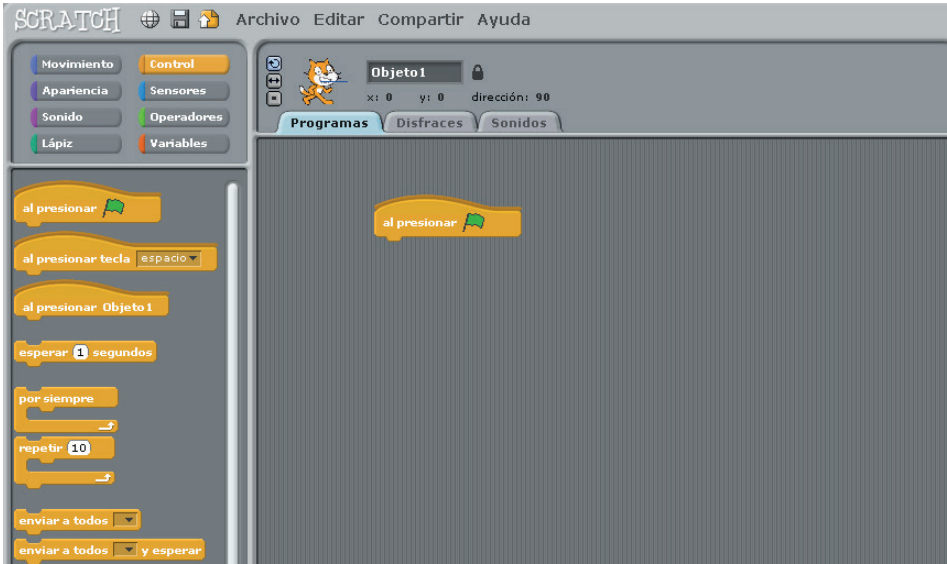 SCRATCH Archivo Editar Compartir Ayuda
Movimiento Control
Apariencia Sensores
Sonido Operadores
Lápiz Variables
Objeto1
x: 0 y: 0 dirección: 90
Programas Disfraces Sonidos
al presionar
al presionar tecla espacio
al presionar Objeto1
esperar 1 segundos
por siempre
repetir 10
enviar a todos
enviar a todos y esperar
al presionar